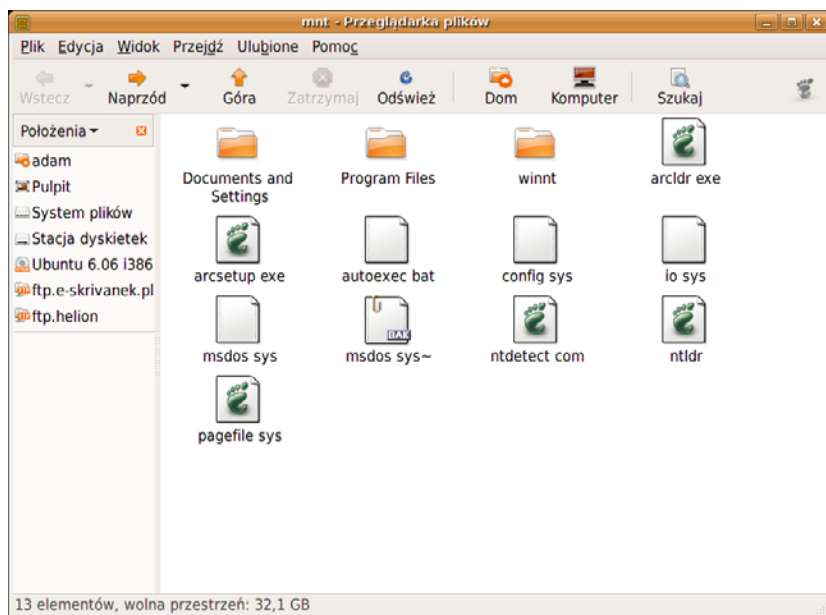 mnt - Przeglądarka plików
Plik Edycja Widok Przejdź Ulubione Pomoc
Wstecz Naprzód Góra Zatrzymaj Odśwież Dom Komputer Szukaj
Położenia
adam
Pulpit
System plików
Stacja dyskietek
Ubuntu 6.06 i386
ftp.e-skrivanek.pl
ftp.helion
Documents and
Settings
Program Files
winnt
arcldr exe
arcsetup exe
autoexec bat
config sys
io sys
msdos sys
BAK
msdos sys~
ntdetect com
ntldr
pagefile sys
13 elementów, wolna przestrzeń: 32,1 GB